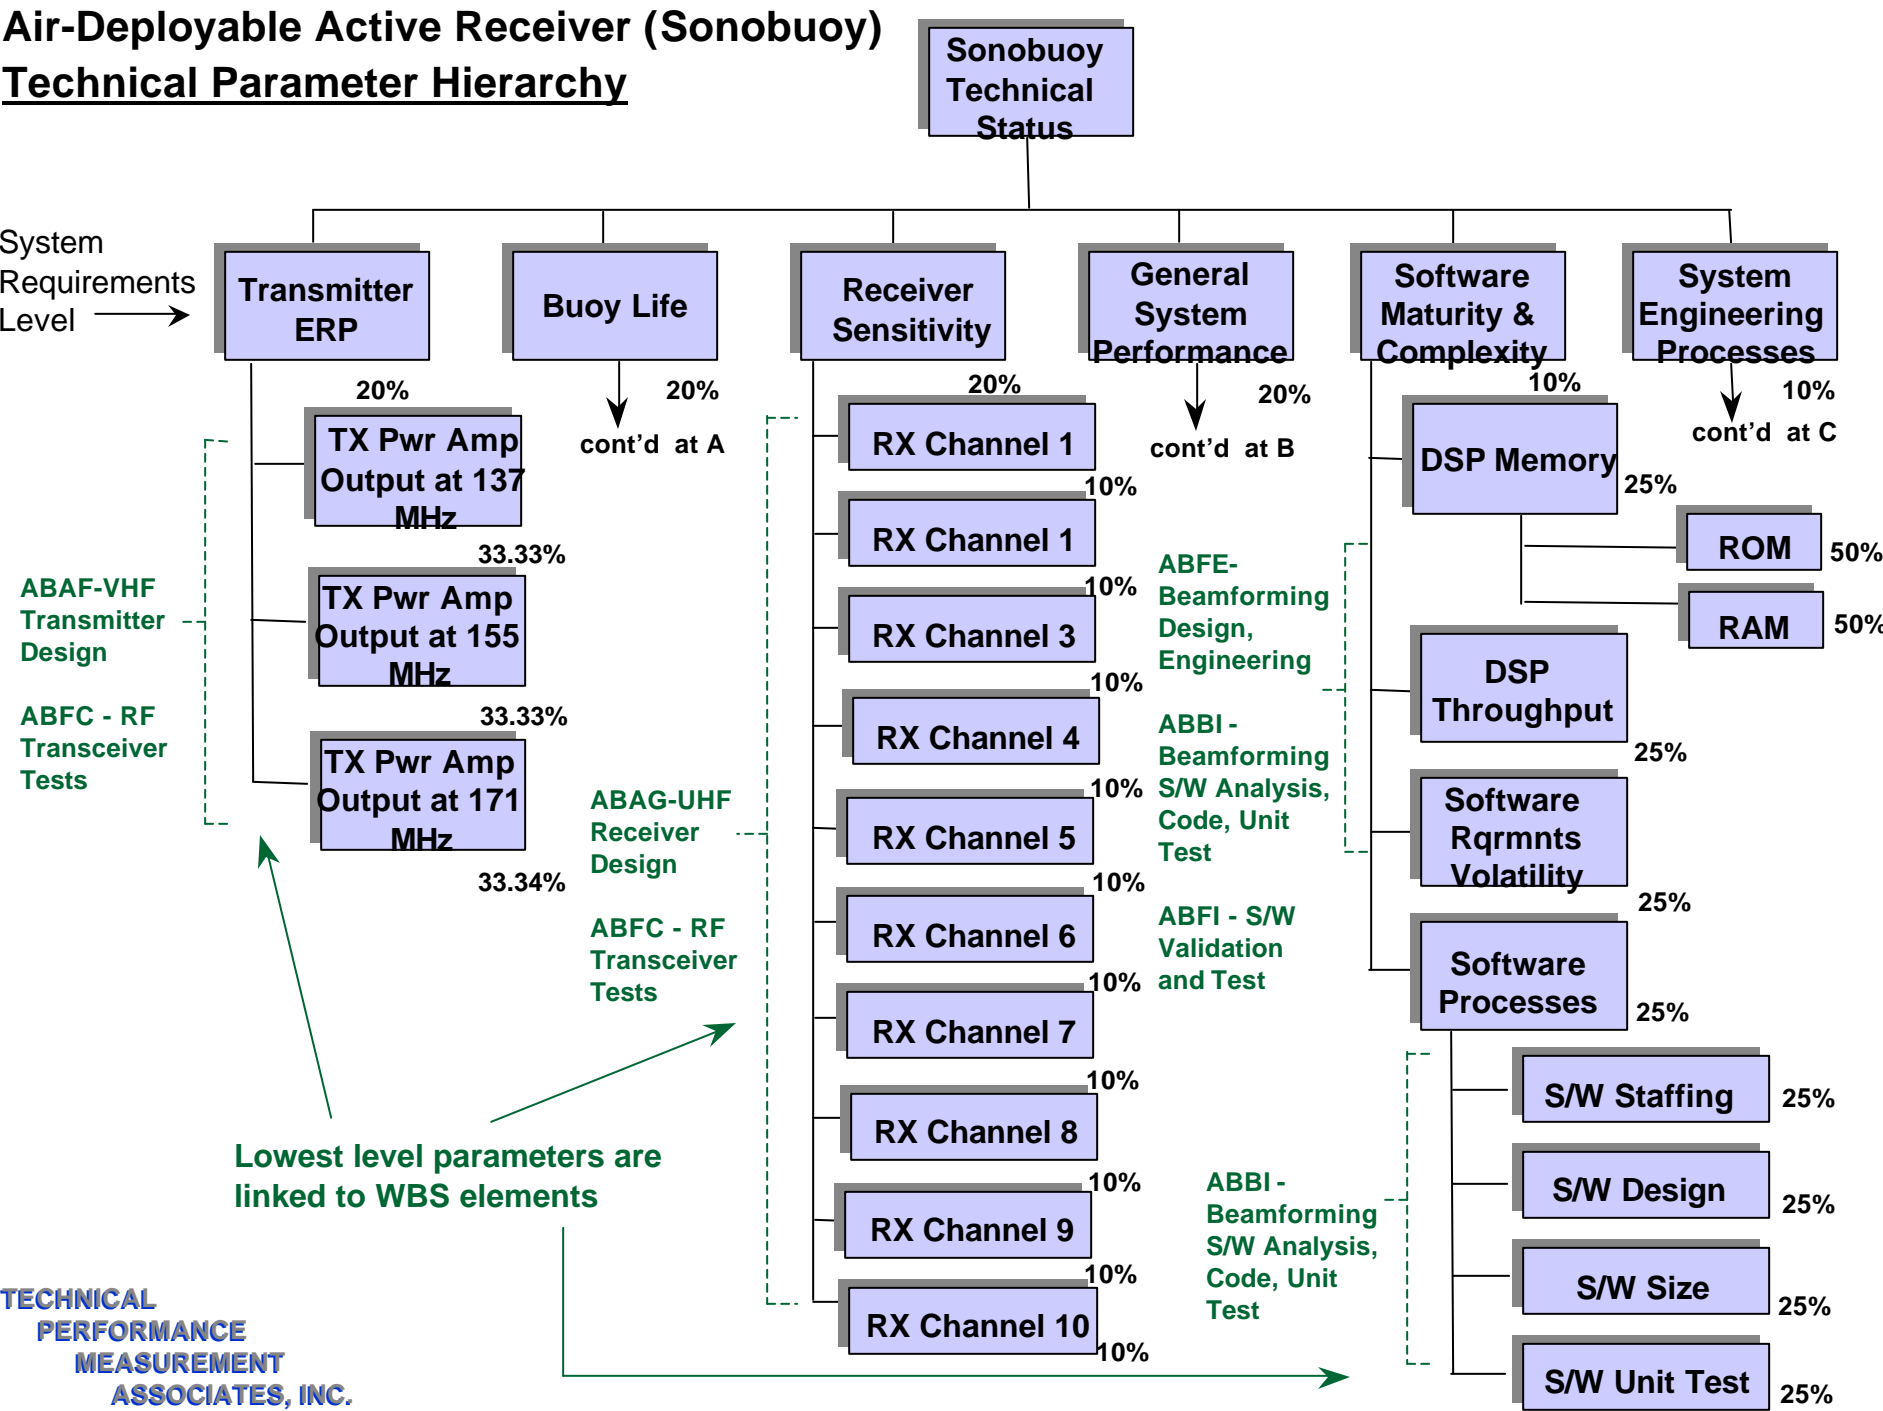 Air-Deployable Active Receiver (Sonobuoy)
Technical Parameter Hierarchy
Sonobuoy
Technical
Status
System
Requirements
Level
Transmitter
ERP
20%
Buoy Life
20%
cont’d at A
Receiver
Sensitivity
20%
General
System
Performance
20%
cont’d at B
Software
Maturity &
Complexity
10%
System
Engineering
Processes
10%
cont’d at C
TX Pwr Amp
Output at 137
MHz
33.33%
TX Pwr Amp
Output at 155
MHz
33.33%
TX Pwr Amp
Output at 171
MHz
33.34%
ABAF-VHF
Transmitter
Design
ABFC - RF
Transceiver
Tests
RX Channel 1
10%
RX Channel 1
10%
RX Channel 3
10%
RX Channel 4
10%
RX Channel 5
10%
RX Channel 6
10%
RX Channel 7
10%
RX Channel 8
10%
RX Channel 9
10%
RX Channel 10
10%
ABAG-UHF
Receiver
Design
ABFC - RF
Transceiver
Tests
DSP Memory
25%
ROM
50%
RAM
50%
DSP
Throughput
25%
Software
Rqrmnts
Volatility
25%
Software
Processes
25%
ABFE-
Beamforming
Design,
Engineering
ABBI -
Beamforming
S/W Analysis,
Code, Unit
Test
ABFI - S/W
Validation
and Test
S/W Staffing
25%
S/W Design
25%
S/W Size
25%
S/W Unit Test
25%
ABBI -
Beamforming
S/W Analysis,
Code, Unit
Test
Lowest level parameters are
linked to WBS elements
TECHNICAL
PERFORMANCE
MEASUREMENT
ASSOCIATES, INC.